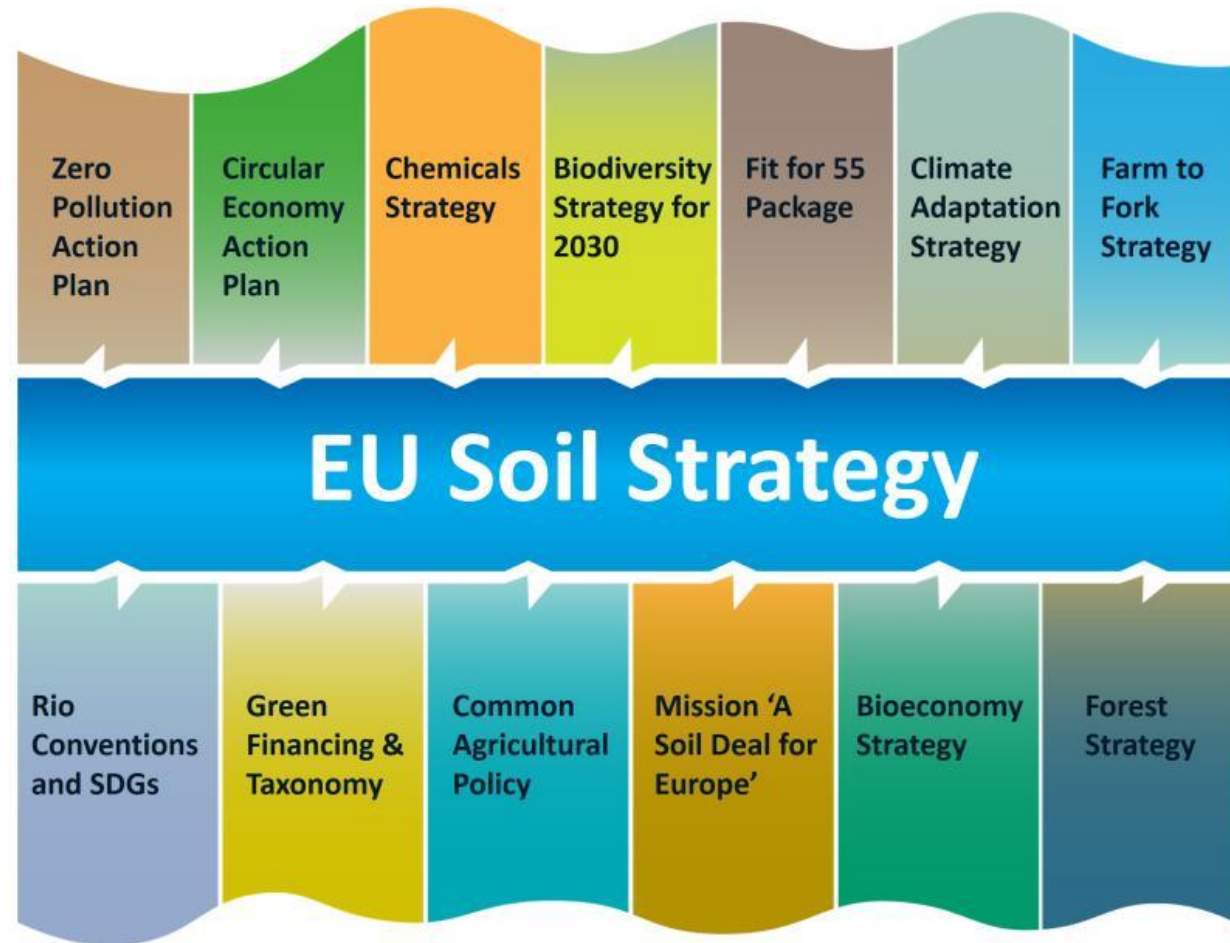 Zero
Pollution
Action
Plan
Circular
Economy
Action
Plan
Chemicals
Strategy
Biodiversity
Strategy for
2030
Fit for 55
Package
Climate
Adaptation
Strategy
Farm to
Fork
Strategy
EU Soil Strategy
Rio
Conventions
and SDGs
Green
Financing &
Taxonomy
Common
Agricultural
Policy
Mission ‘A
Soil Deal for
Europe’
Bioeconomy
Strategy
Forest
Strategy